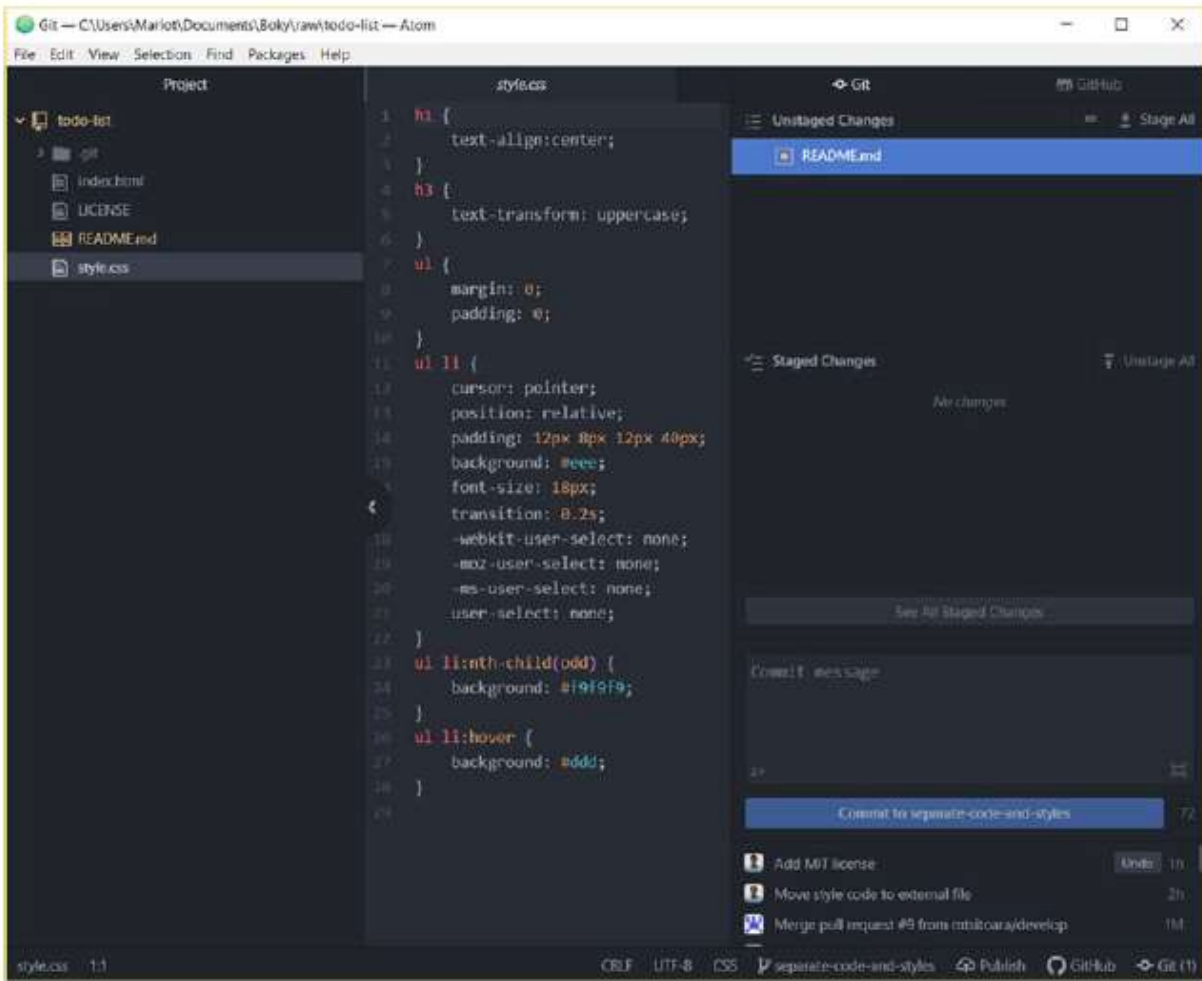 Git — C:\Users\Mariot\Documents\Boky\raw\todo-list — Atom
File Edit View Selection Find Packages Help
Project
todo-list
.git
index.html
LICENSE
README.md
style.css
style.css
1 h1 {
2 text-align:center;
3 }
4 h3 {
5 text-transform: uppercase;
6 }
7 ul {
8 margin: 0;
9 padding: 0;
10 }
11 ul li {
12 cursor: pointer;
13 position: relative;
14 padding: 12px 8px 12px 40px;
15 background: #eee;
font-size: 18px;
transition: 0.2s;
18 -webkit-user-select: none;
19 -moz-user-select: none;
20 -ms-user-select: none;
21 user-select: none;
22 }
23 ul li:nth-child(odd) {
24 background: #f9f9f9;
25 }
26 ul li:hover {
27 background: #ddd;
28 }
29
Git GitHub
Unstaged Changes Stage All
README.md
Staged Changes Unstage All
No changes
See All Staged Changes
Commit message
Commit to separate-code-and-styles 72
Add MIT license Undo 1h
Move style code to external file 2h
Merge pull request #9 from mtsitoara/develop 1M
style.css 1:1 CRLF UTF-8 CSS separate-code-and-styles Publish GitHub Git (1)